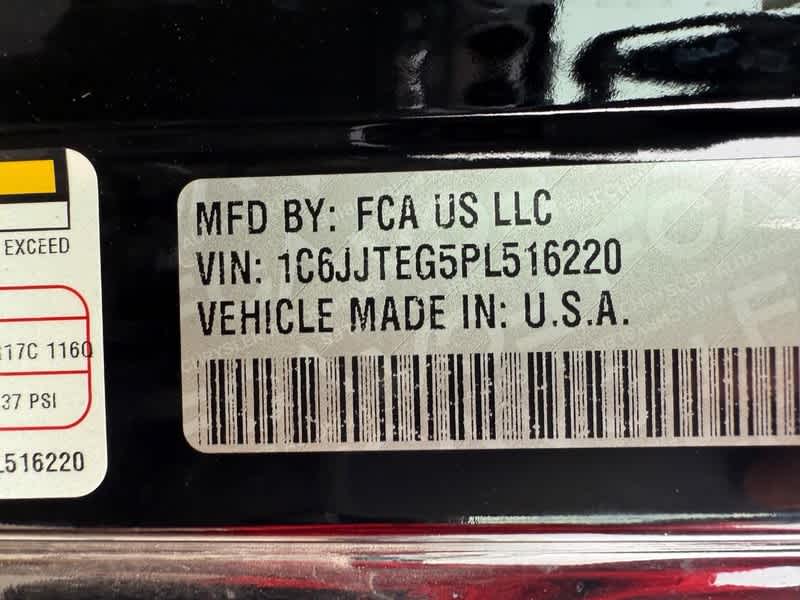 EXCEED
17C 116Q
37 PSI
L516220
MFD BY: FCA US LLC
VIN: 1C6JJTEG5PL516220
VEHICLE MADE IN: U.S.A.